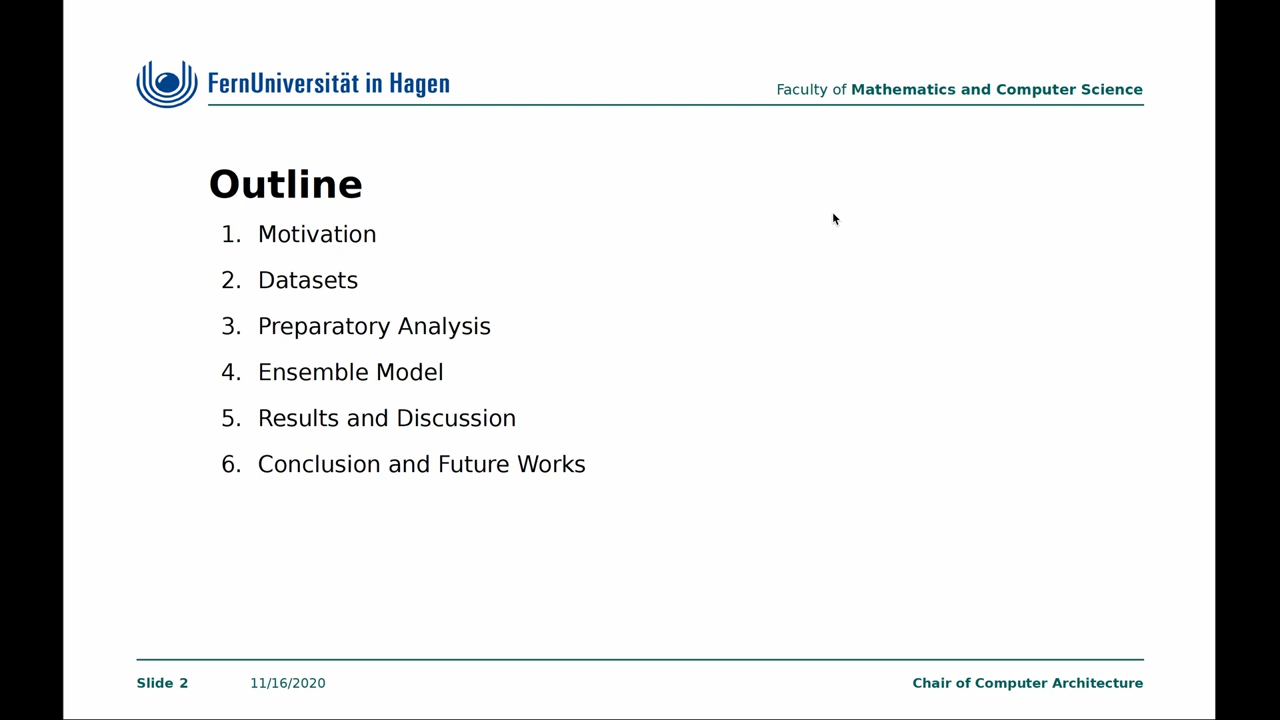 FernUniversität in Hagen
Faculty of Mathematics and Computer Science
Outline
1. Motivation
2. Datasets
3. Preparatory Analysis
4. Ensemble Model
5. Results and Discussion
6. Conclusion and Future Works
Slide 2 11/16/2020 Chair of Computer Architecture